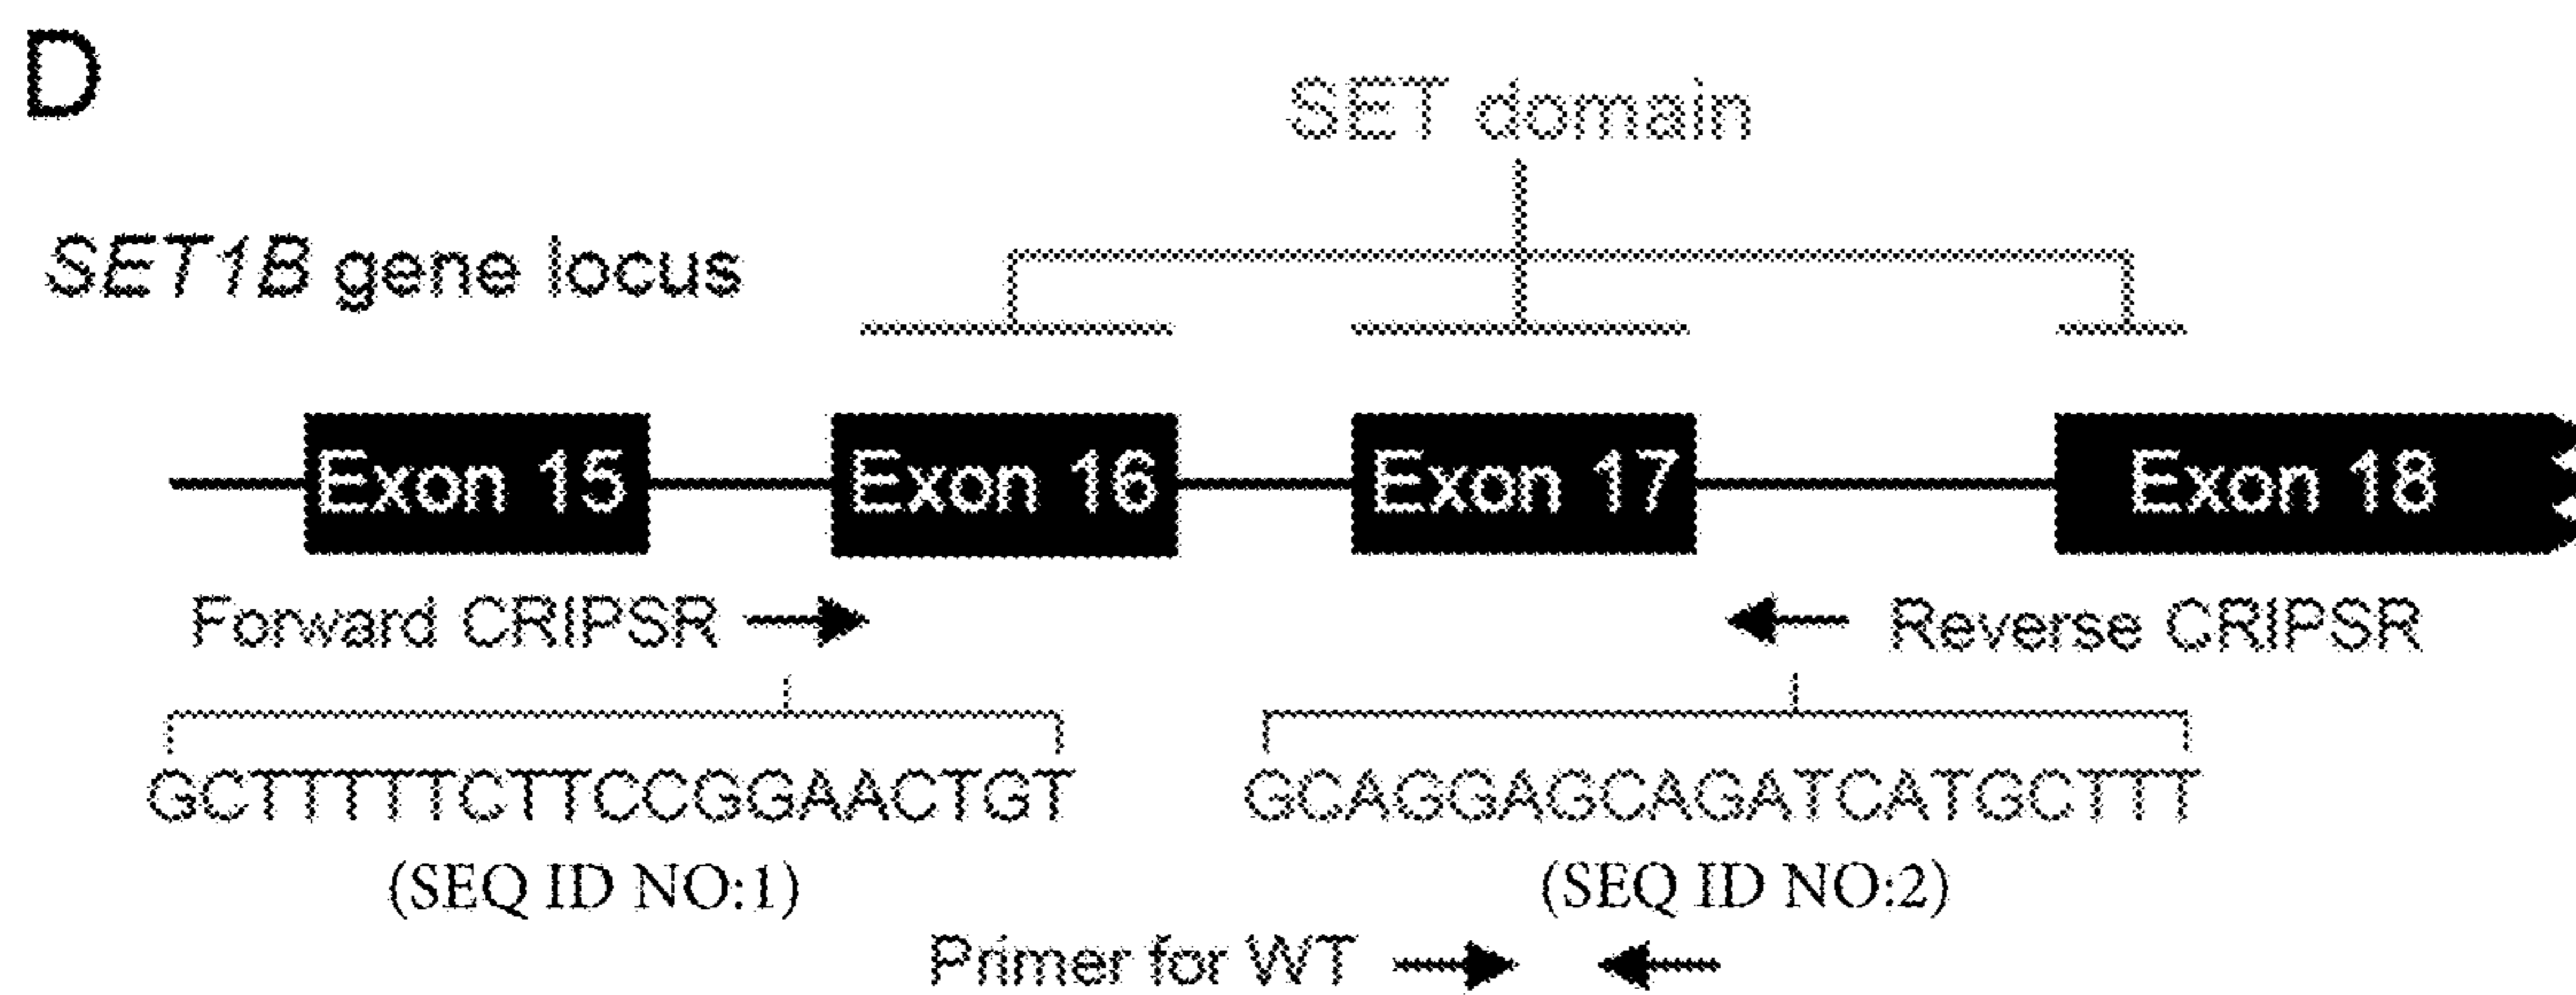 D
SET domain
SET1B gene locus
Exon 15 Exon 16 Exon 17 Exon 18
Forward CRIPSR Reverse CRIPSR
GCTTTTTCTTCCGGAACTGT GCAGGAGCAGATCATGCTTT
(SEQ ID NO:1) (SEQ ID NO:2)
Primer for WT